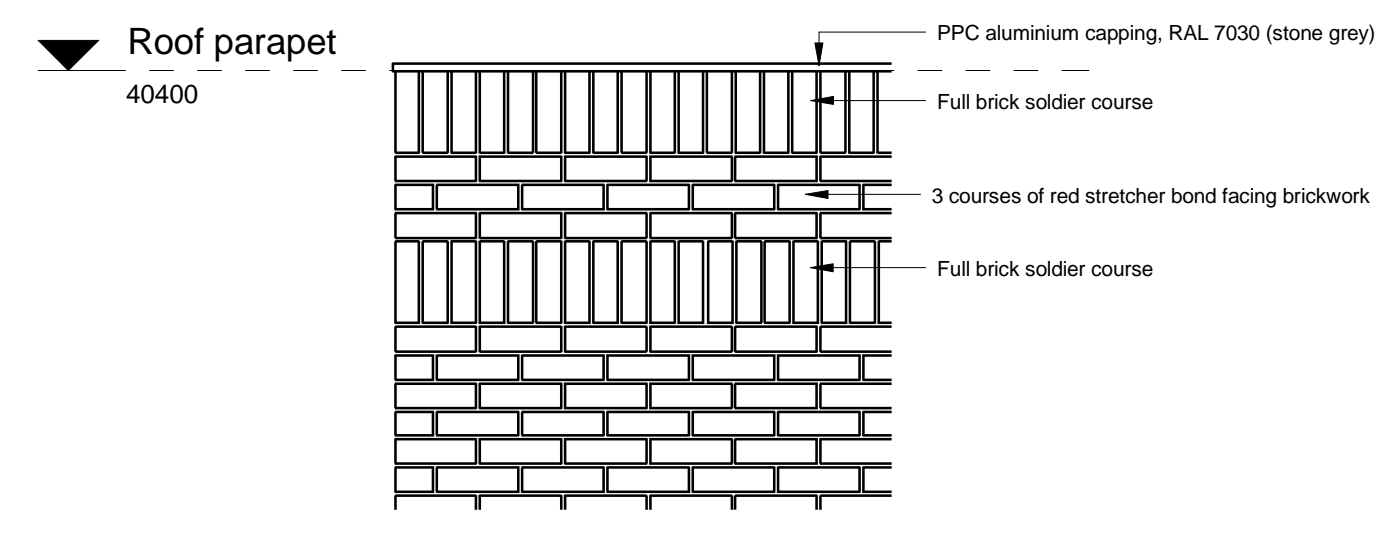 Roof parapet
40400
PPC aluminium capping, RAL 7030 (stone grey)
Full brick soldier course
3 courses of red stretcher bond facing brickwork
Full brick soldier course